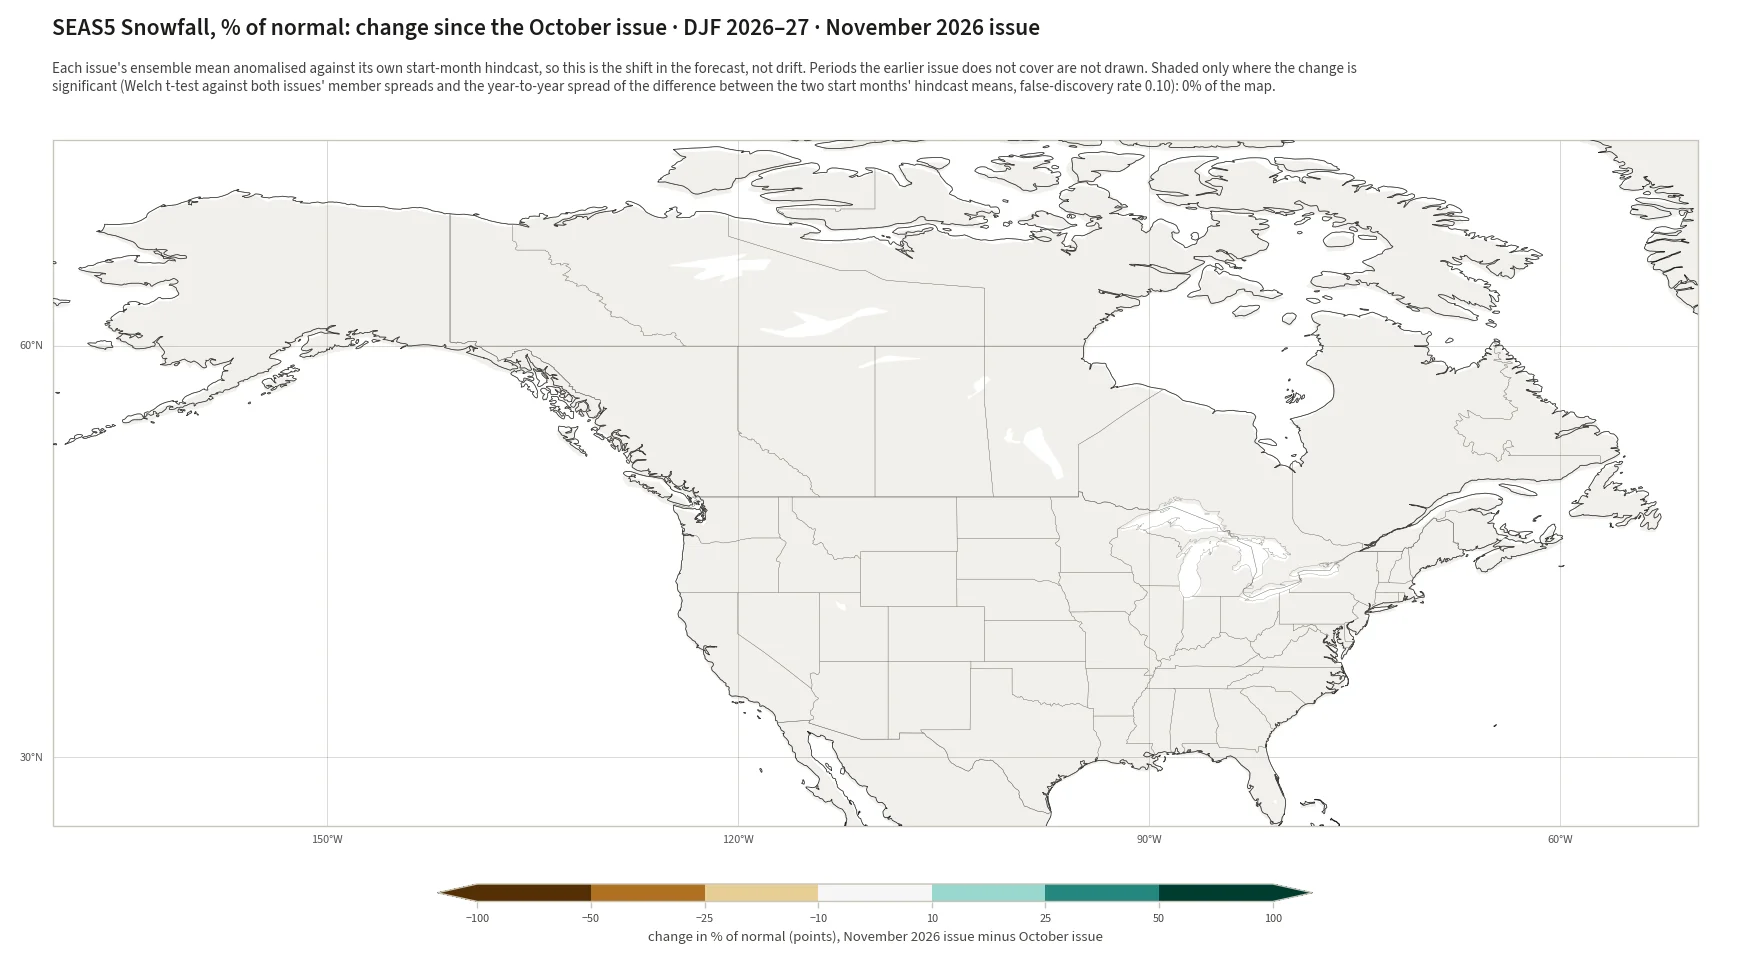 SEAS5 Snowfall, % of normal: change since the October issue · DJF 2026–27 · November 2026 issue
Each issue's ensemble mean anomalised against its own start-month hindcast, so this is the shift in the forecast, not drift. Periods the earlier issue does not cover are not drawn. Shaded only where the change is
significant (Welch t-test against both issues' member spreads and the year-to-year spread of the difference between the two start months' hindcast means, false-discovery rate 0.10): 0% of the map.
60°N
30°N
150°W 120°W 90°W 60°W
−100 −50 −25 −10 10 25 50 100
change in % of normal (points), November 2026 issue minus October issue